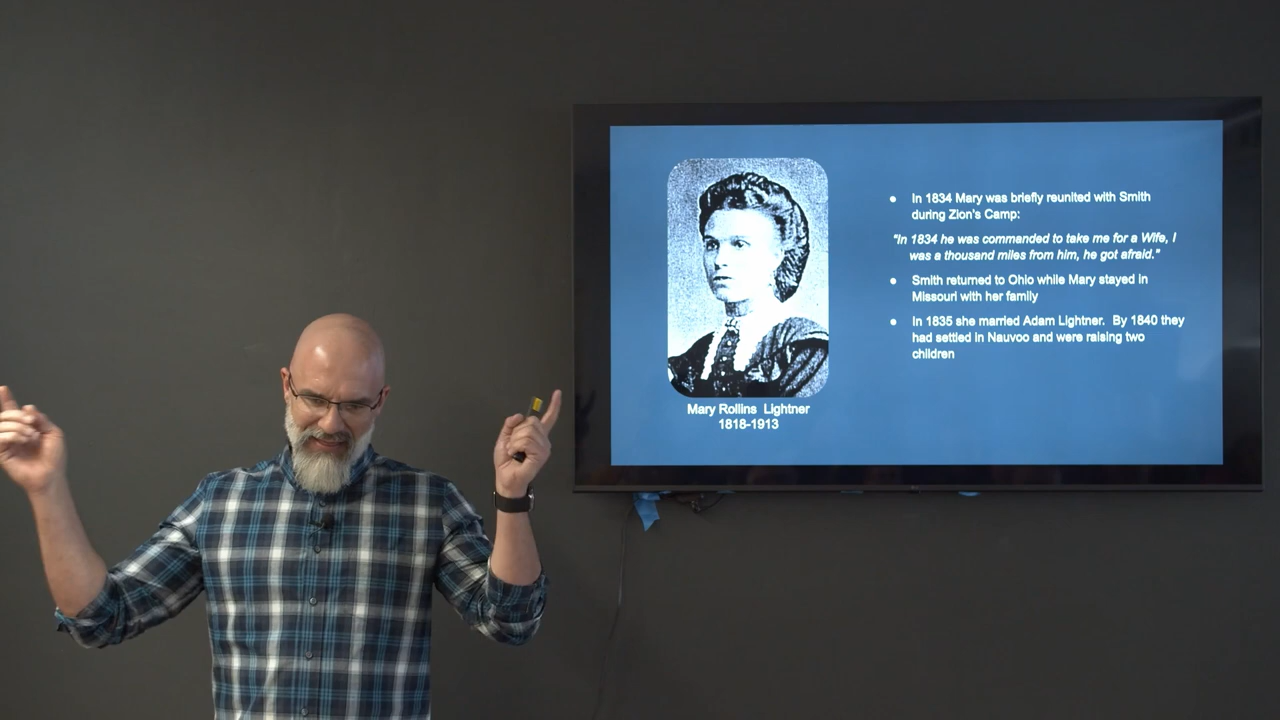 Mary Rollins Lightner
1818-1913
● In 1834 Mary was briefly reunited with Smith
during Zion's Camp:
"In 1834 he was commanded to take me for a Wife, I
was a thousand miles from him, he got afraid."
● Smith returned to Ohio while Mary stayed in
Missouri with her family
● In 1835 she married Adam Lightner. By 1840 they
had settled in Nauvoo and were raising two
children